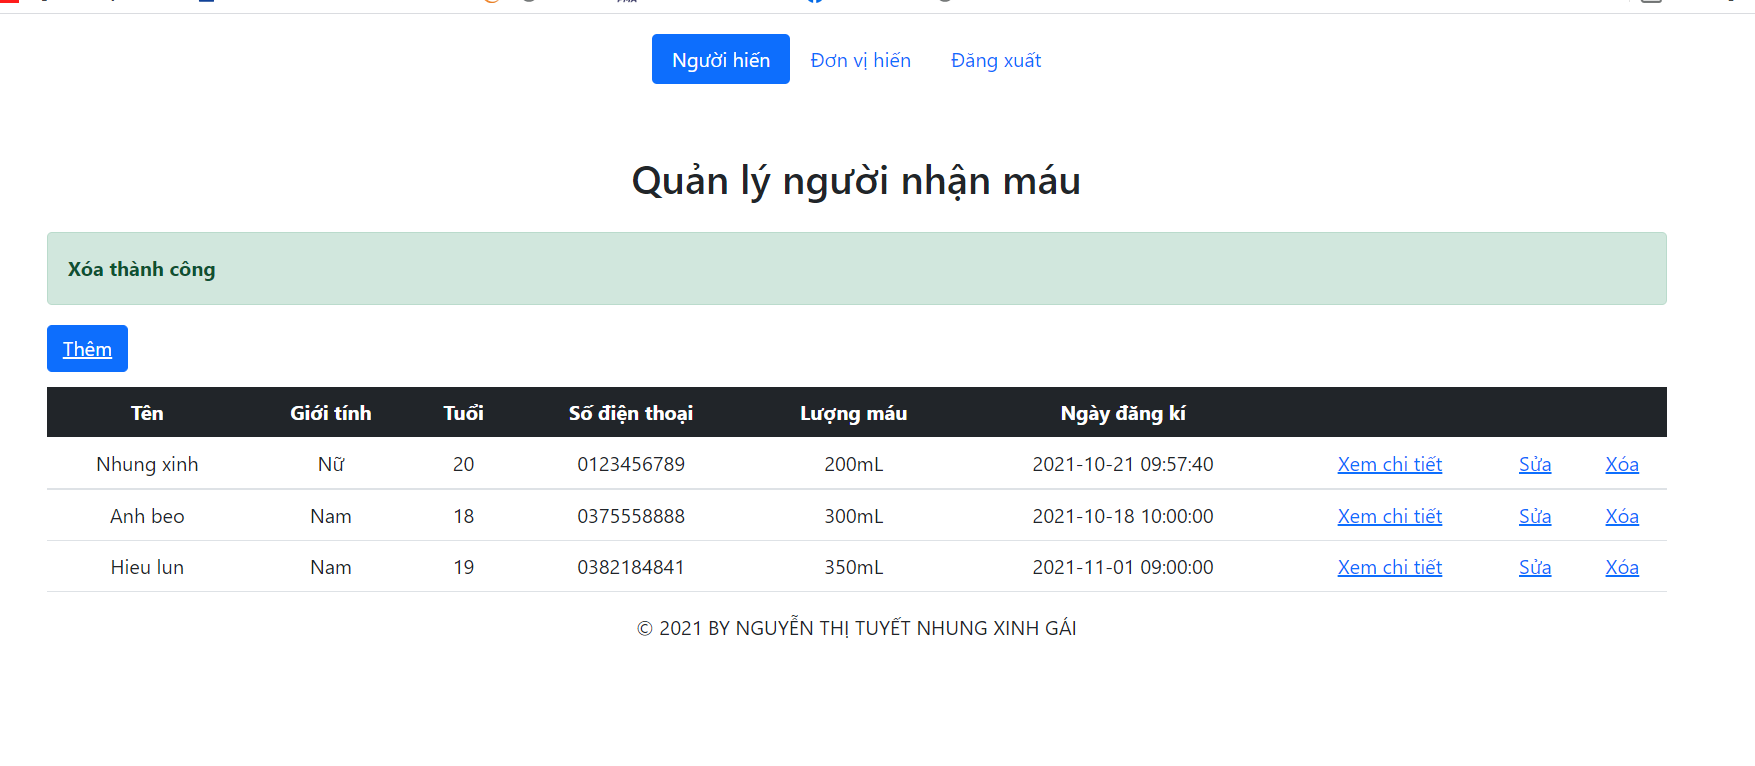 Người hiến Đơn vị hiến Đăng xuất
Quản lý người nhận máu
Xóa thành công
Thêm
Tên Giới tính Tuổi Số điện thoại Lượng máu Ngày đăng kí
Nhung xinh Nữ 20 0123456789 200mL 2021-10-21 09:57:40 Xem chi tiết Sửa Xóa
Anh beo Nam 18 0375558888 300mL 2021-10-18 10:00:00 Xem chi tiết Sửa Xóa
Hieu lun Nam 19 0382184841 350mL 2021-11-01 09:00:00 Xem chi tiết Sửa Xóa
© 2021 BY NGUYỄN THỊ TUYẾT NHUNG XINH GÁI